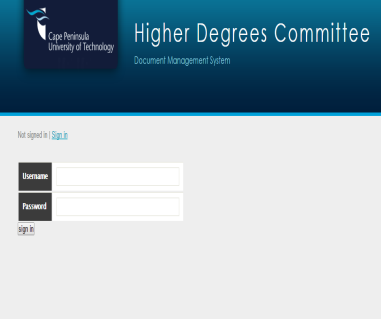 Cape Peninsula
University of Technology
Higher Degrees Committee
Document Management System
Not signed in | Sign in
Username
Password
sign in